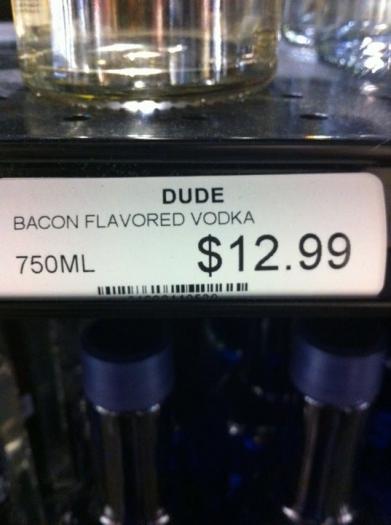 DUDE
BACON FLAVORED VODKA
750ML $12.99